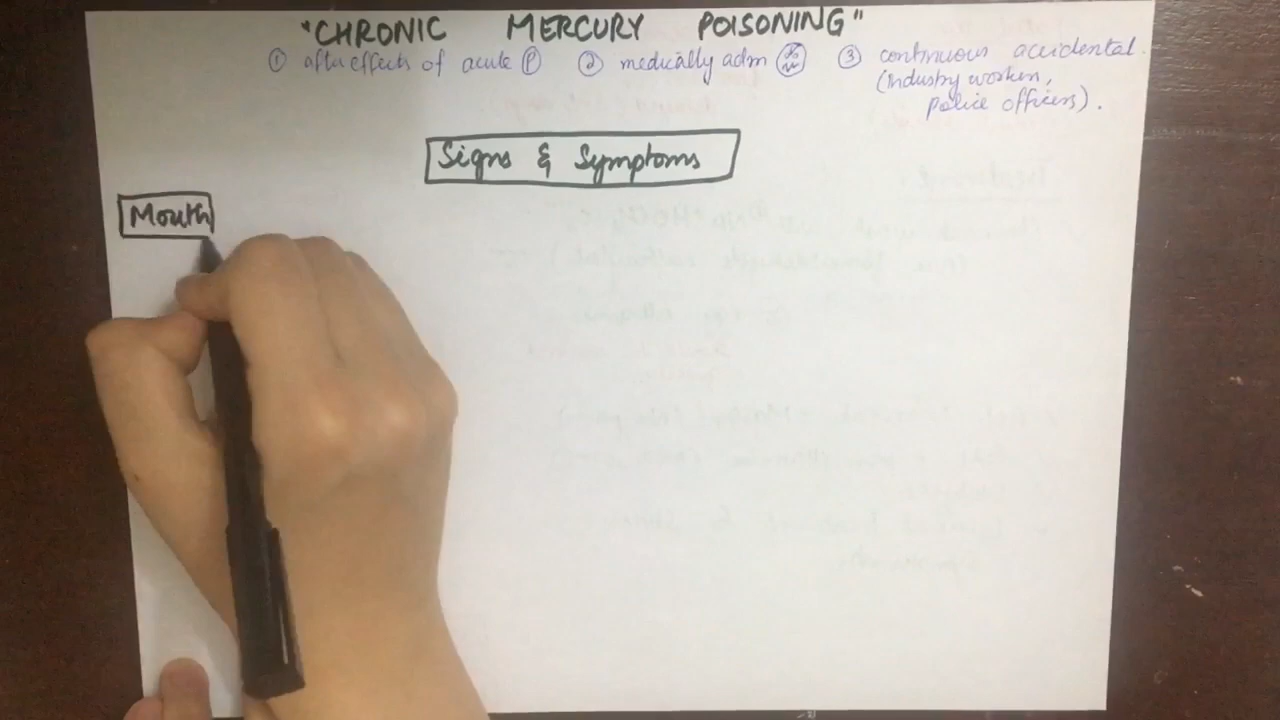 "CHRONIC MERCURY POISONING"
① after effects of acute Ⓟ ② medically adm ③ continuous accidental
(industry workers,
police officers).
Signs & Symptoms
Mouth